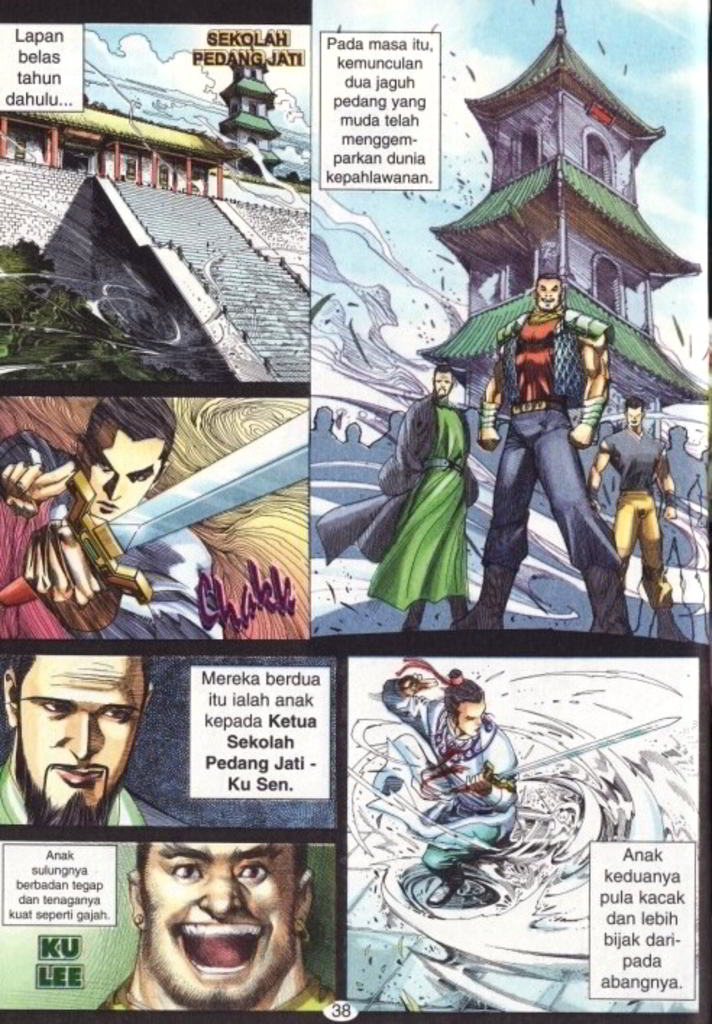 Lapan
belas
tahun
dahulu...
SEKOLAH
PEDANG JATI
Pada masa itu,
kemunculan
dua jaguh
pedang yang
muda telah
menggem-
parkan dunia
kepahlawanan.
Chakk
Mereka berdua
itu ialah anak
kepada Ketua
Sekolah
Pedang Jati -
Ku Sen.
Anak
sulungnya
berbadan tegap
dan tenaganya
kuat seperti gajah.
KU
LEE
Anak
keduanya
pula kacak
dan lebih
bijak dari-
pada
abangnya.
38